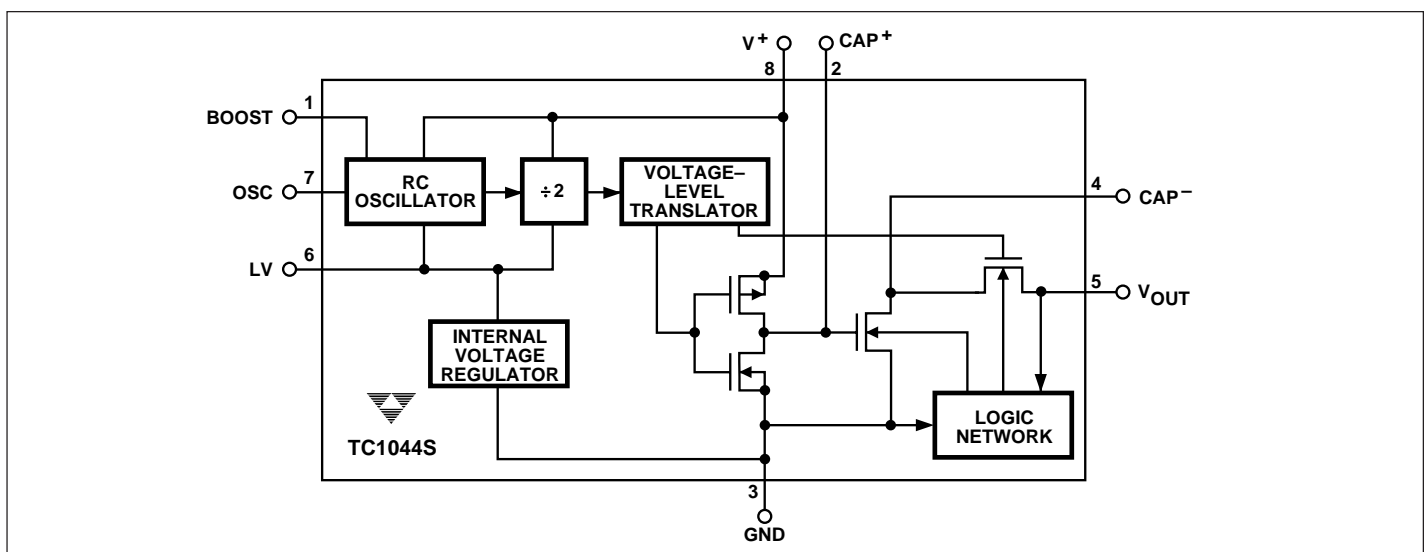 V+
CAP+
8
2
BOOST
1
RC
OSCILLATOR
÷2
VOLTAGE–
LEVEL
TRANSLATOR
OSC
7
4
CAP–
LV
6
5
VOUT
INTERNAL
VOLTAGE
REGULATOR
LOGIC
NETWORK
TC1044S
3
GND